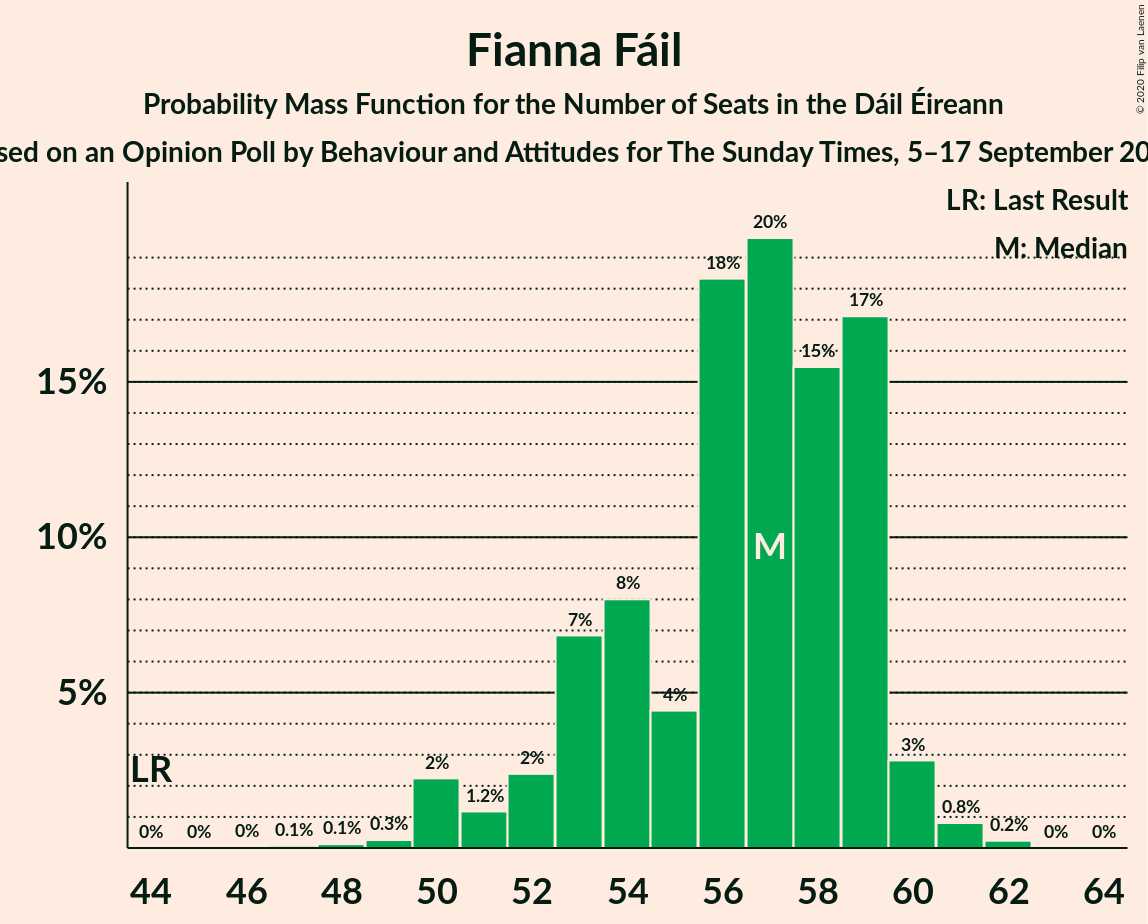 Fianna Fáil
Probability Mass Function for the Number of Seats in the Dáil Éireann
on an Opinion Poll by Behaviour and Attitudes for The Sunday Times, 5–17 September
© 2020 Filip van Laenen
LR: Last Result
M: Median
20%
18%
17%
15%
15%
10%
M
8%
7%
5%
4%
3%
LR
2%
2%
1.2%
0.8%
0%
0%
0%
0.1%
0.1%
0.3%
0.2%
0%
0%
44 46 48 50 52 54 56 58 60 62 64